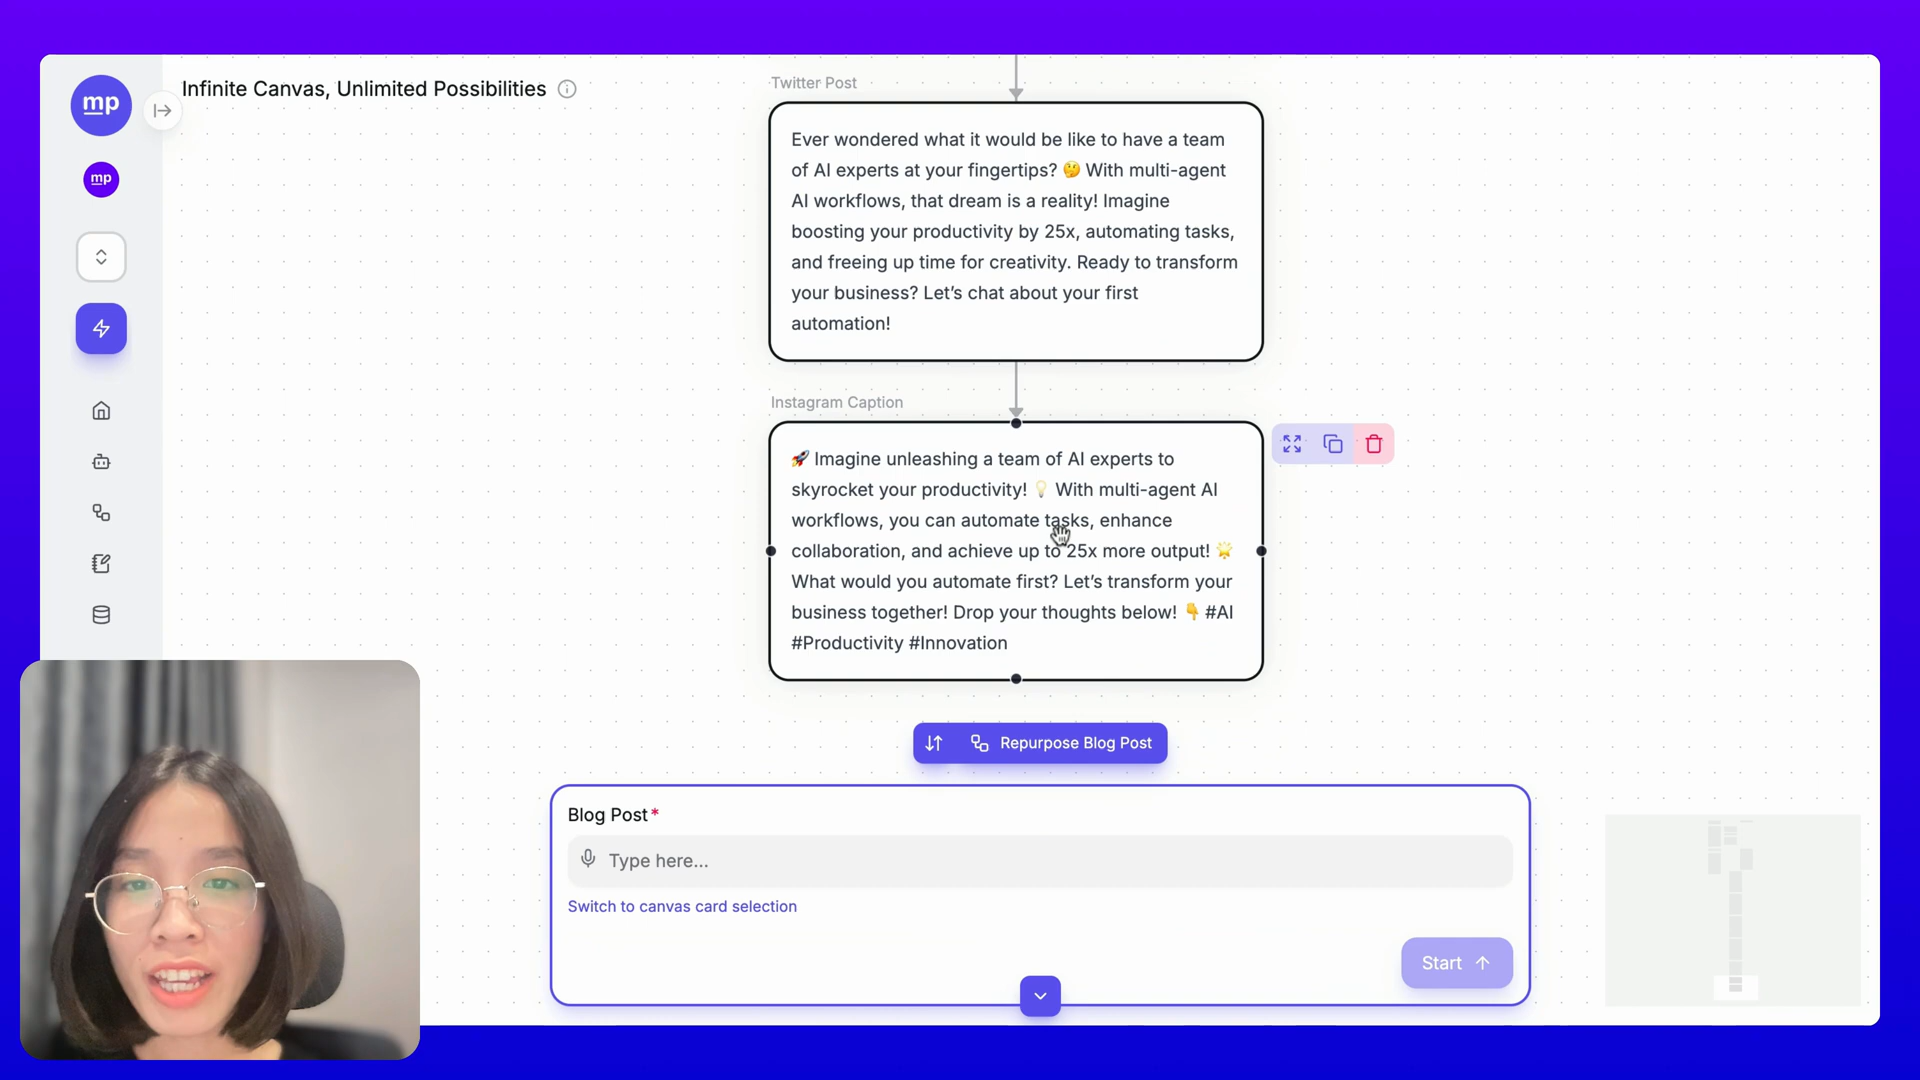 mp
Infinite Canvas, Unlimited Possibilities
mp
Twitter Post
Ever wondered what it would be like to have a team
of AI experts at your fingertips? 🤔 With multi-agent
AI workflows, that dream is a reality! Imagine
boosting your productivity by 25x, automating tasks,
and freeing up time for creativity. Ready to transform
your business? Let’s chat about your first
automation!
Instagram Caption
🚀 Imagine unleashing a team of AI experts to
skyrocket your productivity! 💡 With multi-agent AI
workflows, you can automate tasks, enhance
collaboration, and achieve up to 25x more output! 🌟
What would you automate first? Let’s transform your
business together! Drop your thoughts below! 👇 #AI
#Productivity #Innovation
Repurpose Blog Post
Blog Post*
Type here...
Switch to canvas card selection
Start